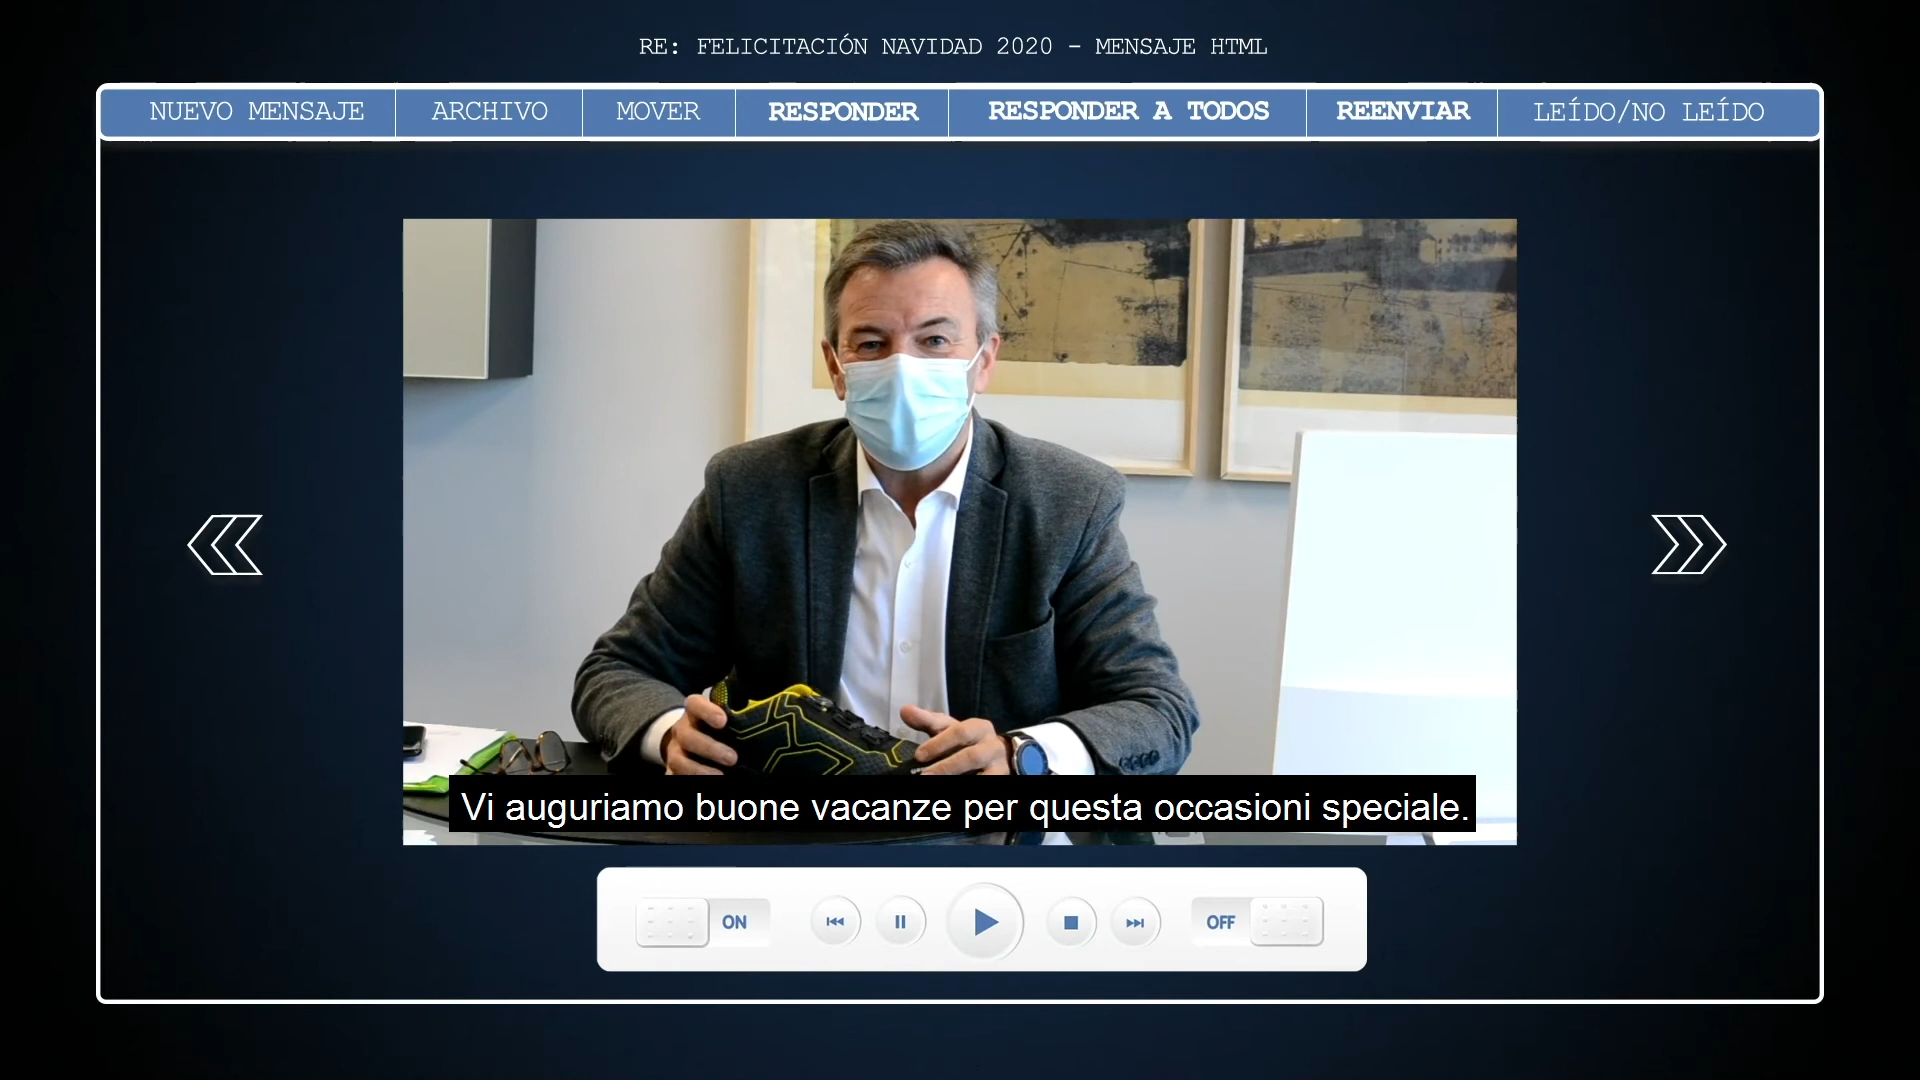 RE: FELICITACIÓN NAVIDAD 2020 - MENSAJE HTML
NUEVO MENSAJE ARCHIVO MOVER RESPONDER RESPONDER A TODOS REENVIAR LEÍDO/NO LEÍDO
Vi auguriamo buone vacanze per questa occasioni speciale.
ON OFF